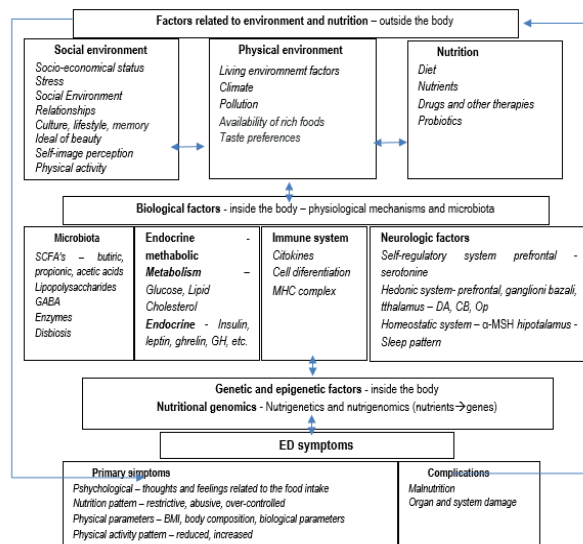 Factors related to environment and nutrition – outside the body
Social environment
Socio-economical status
Stress
Social Environment
Relationships
Culture, lifestyle, memory
Ideal of beauty
Self-image perception
Physical activity
Physical environment
Living enviromnemt factors
Climate
Pollution
Availability of rich foods
Taste preferences
Nutrition
Diet
Nutrients
Drugs and other therapies
Probiotics
Biological factors - inside the body – physiological mechanisms and microbiota
Microbiota
SCFA's – butiric,
propionic, acetic acids
Lipopolysaccharides
GABA
Enzymes
Disbiosis
Endocrine -
methabolic
Metabolism –
Glucose, Lipid
Cholesterol
Endocrine - Insulin,
leptin, ghrelin, GH, etc.
Immune system
Citokines
Cell diferentiation
MHC complex
Neurologic factors
Self-regulatory system prefrontal -
serotonine
Hedonic system- prefrontal, ganglioni bazali,
tthalamus – DA, CB, Op
Homeostatic system – α-MSH hipotalamus -
Sleep pattern
Genetic and epigenetic factors - inside the body
Nutritional genomics - Nutrigenetics and nutrigenomics (nutrients→genes)
ED symptoms
Primary symptoms
Pshychological – thoughts and feelings related to the food intake
Nutrition pattern – restrictive, abusive, over-controlled
Physical parameters – BMI, body composition, biological parameters
Physical activity pattern – reduced, increased
Complications
Malnutrition
Organ and system damage